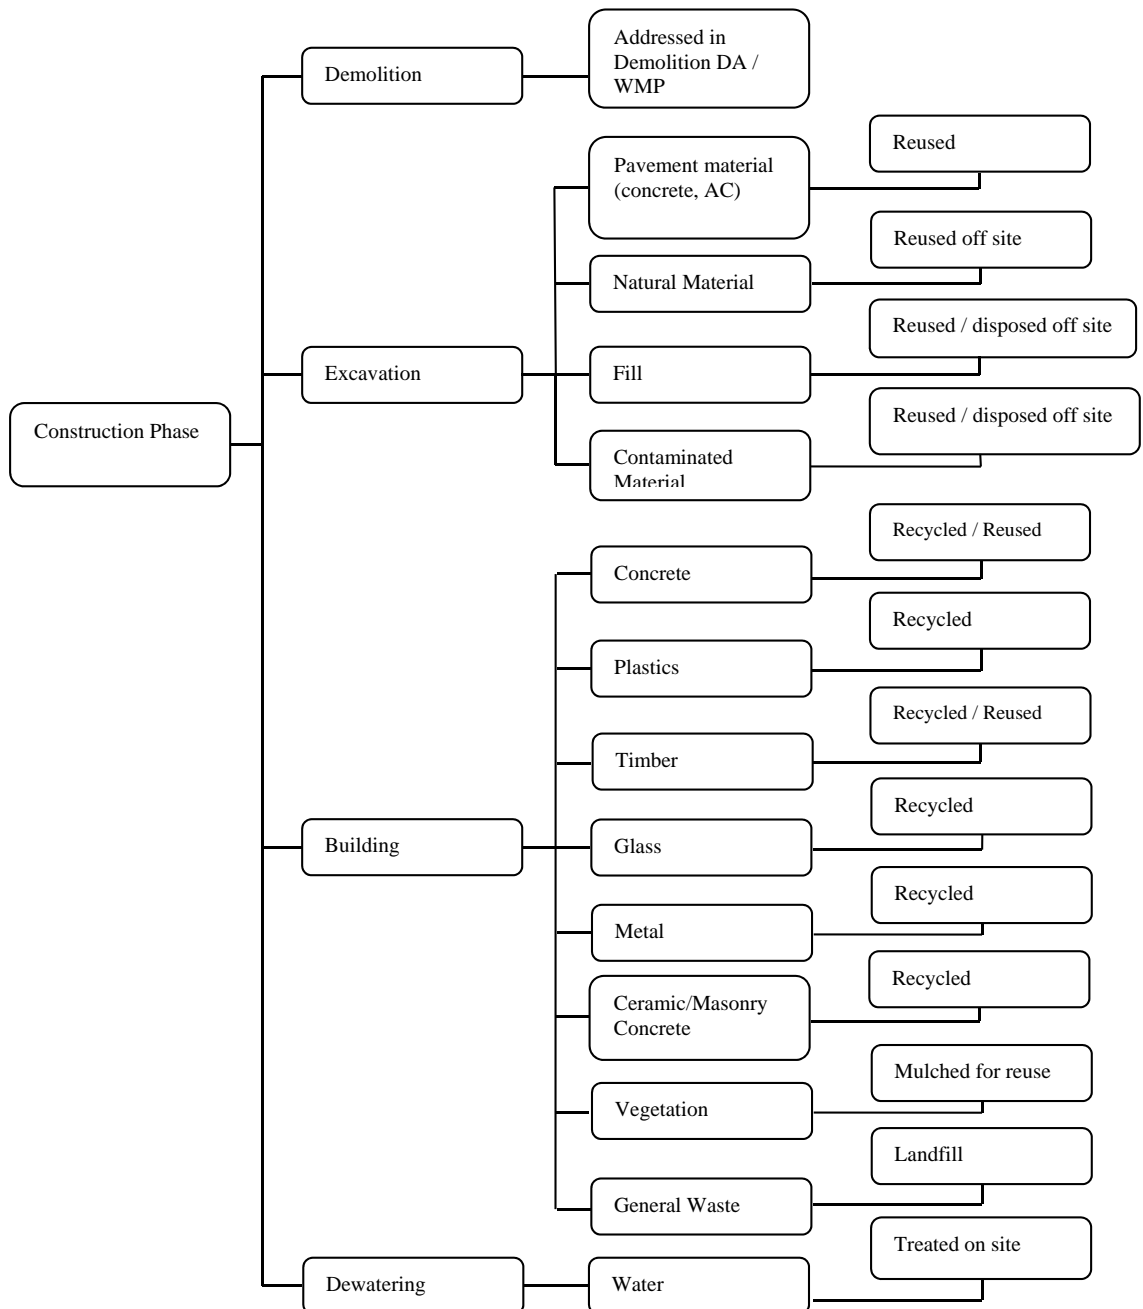 Addressed in
Demolition DA /
WMP
Demolition
Reused
Pavement material
(concrete, AC)
Reused off site
Natural Material
Reused / disposed off site
Excavation
Fill
Reused / disposed off site
Construction Phase
Contaminated
Material
Recycled / Reused
Concrete
Recycled
Plastics
Recycled / Reused
Timber
Recycled
Building
Glass
Recycled
Metal
Recycled
Ceramic/Masonry
Concrete
Mulched for reuse
Vegetation
Landfill
General Waste
Treated on site
Dewatering
Water